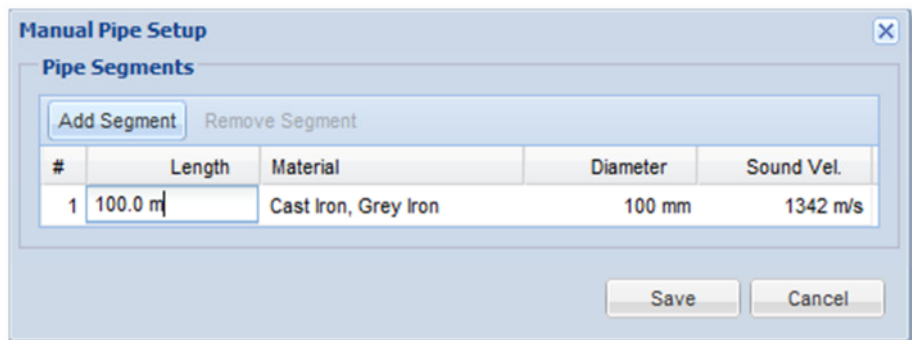 Manual Pipe Setup
Pipe Segments
Add Segment Remove Segment
# Length Material Diameter Sound Vel.
1 100.0 m Cast Iron, Grey Iron 100 mm 1342 m/s
Save Cancel